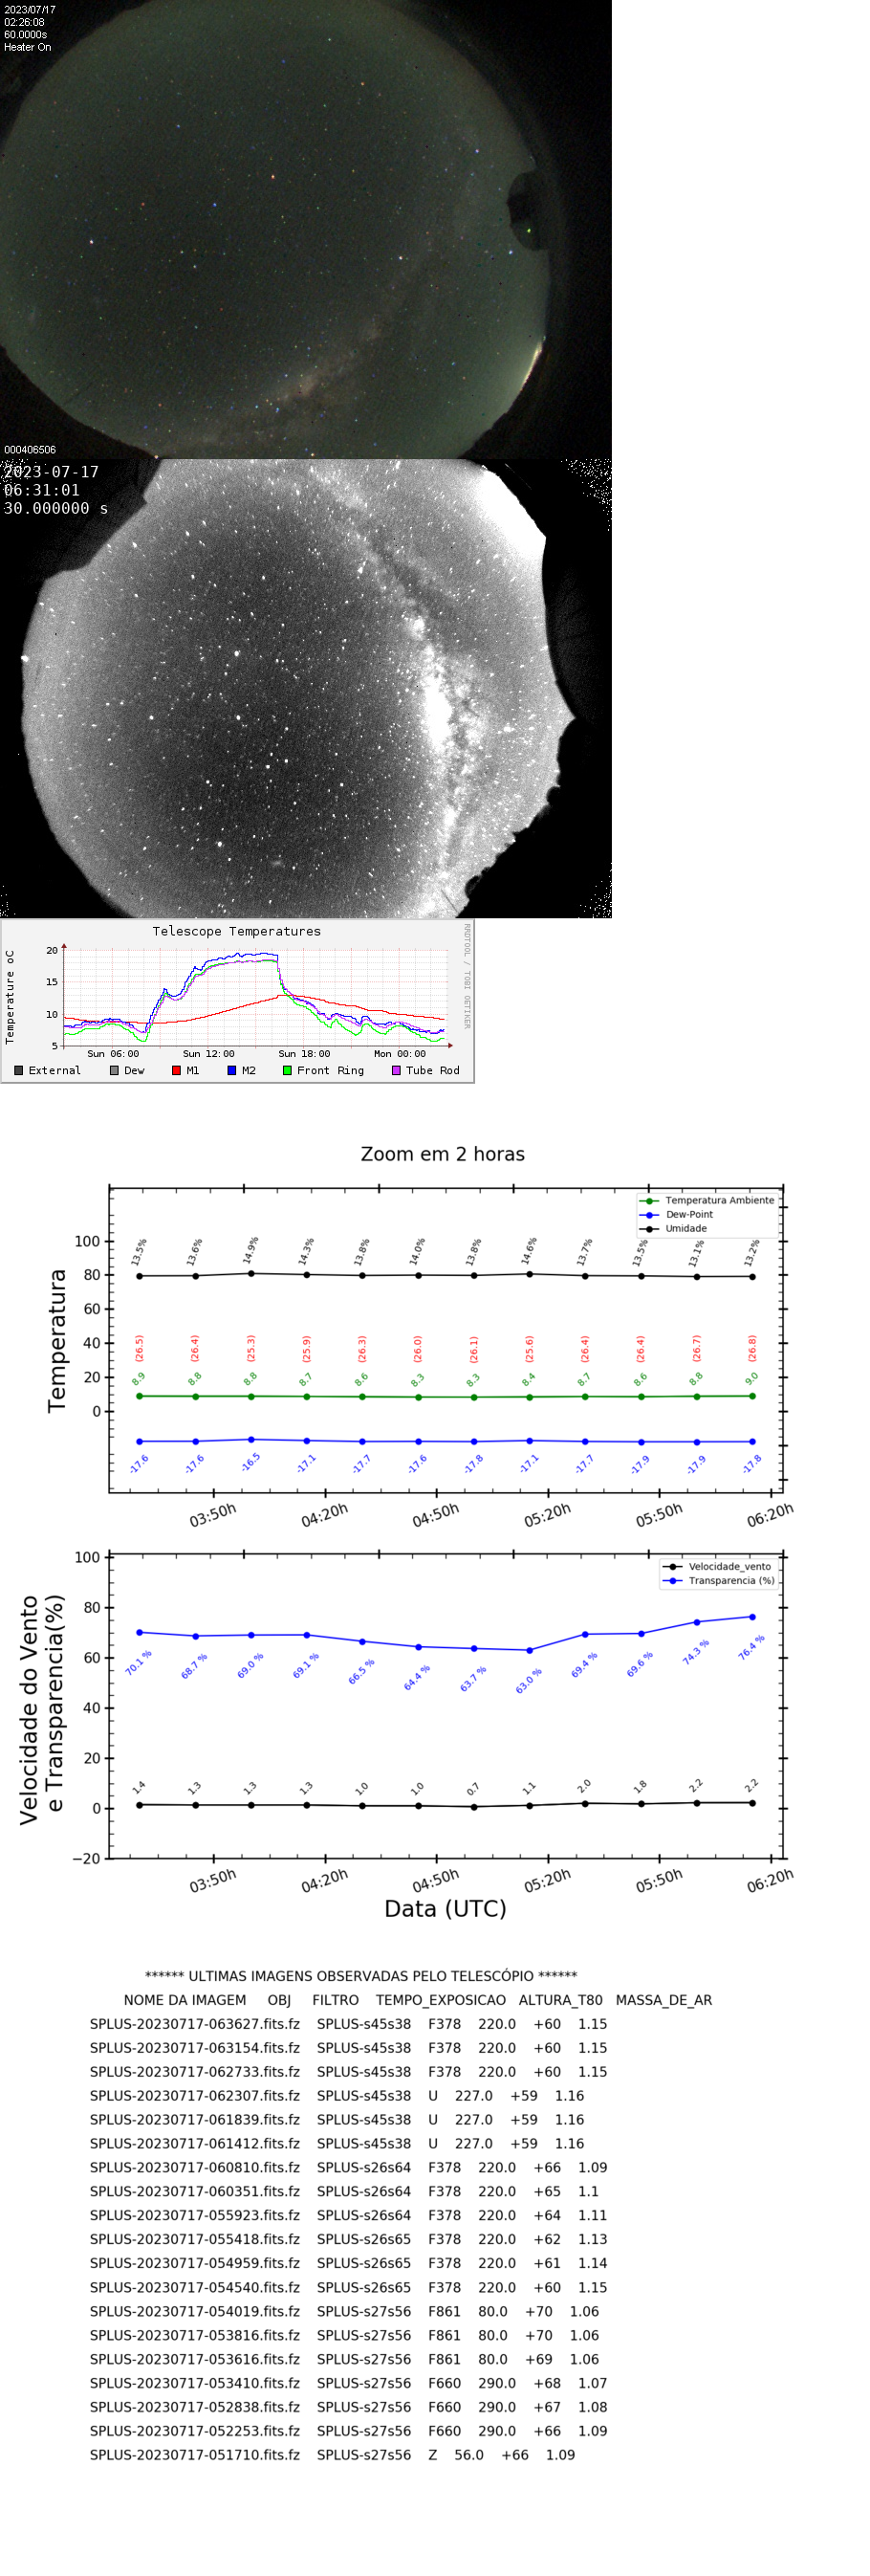 2023/07/17
02:26:08
60.0000s
Heater On
000406506
2023-07-17
06:31:01
30.000000 s
Telescope Temperatures
RRDTOOL / TOBI OETIKER
Temperature oC
20
15
10
5
Sun 06:00 Sun 12:00 Sun 18:00 Mon 00:00
External Dew M1 M2 Front Ring Tube Rod
Zoom em 2 horas
Temperatura
Temperatura Ambiente
Dew-Point
Umidade
100
80
60
40
20
0
13.5% 13.6% 14.9% 14.3% 13.8% 14.0% 13.8% 14.6% 13.7% 13.5% 13.1% 13.2%
(26.5) (26.4) (25.3) (25.9) (26.3) (26.0) (26.1) (25.6) (26.4) (26.4) (26.7) (26.8)
8.9 8.8 8.8 8.7 8.6 8.3 8.3 8.4 8.7 8.6 8.8 9.0
-17.6 -17.6 -16.5 -17.1 -17.7 -17.6 -17.8 -17.1 -17.7 -17.9 -17.9 -17.8
03:50h 04:20h 04:50h 05:20h 05:50h 06:20h
Velocidade do Vento
e Transparencia(%)
Velocidade_vento
Transparencia (%)
100
80
60
40
20
0
−20
70.1 % 68.7 % 69.0 % 69.1 % 66.5 % 64.4 % 63.7 % 63.0 % 69.4 % 69.6 % 74.3 % 76.4 %
1.4 1.3 1.3 1.3 1.0 1.0 0.7 1.1 2.0 1.8 2.2 2.2
03:50h 04:20h 04:50h 05:20h 05:50h 06:20h
Data (UTC)
****** ULTIMAS IMAGENS OBSERVADAS PELO TELESCÓPIO ******
NOME DA IMAGEM OBJ FILTRO TEMPO_EXPOSICAO ALTURA_T80 MASSA_DE_AR
SPLUS-20230717-063627.fits.fz SPLUS-s45s38 F378 220.0 +60 1.15
SPLUS-20230717-063154.fits.fz SPLUS-s45s38 F378 220.0 +60 1.15
SPLUS-20230717-062733.fits.fz SPLUS-s45s38 F378 220.0 +60 1.15
SPLUS-20230717-062307.fits.fz SPLUS-s45s38 U 227.0 +59 1.16
SPLUS-20230717-061839.fits.fz SPLUS-s45s38 U 227.0 +59 1.16
SPLUS-20230717-061412.fits.fz SPLUS-s45s38 U 227.0 +59 1.16
SPLUS-20230717-060810.fits.fz SPLUS-s26s64 F378 220.0 +66 1.09
SPLUS-20230717-060351.fits.fz SPLUS-s26s64 F378 220.0 +65 1.1
SPLUS-20230717-055923.fits.fz SPLUS-s26s64 F378 220.0 +64 1.11
SPLUS-20230717-055418.fits.fz SPLUS-s26s65 F378 220.0 +62 1.13
SPLUS-20230717-054959.fits.fz SPLUS-s26s65 F378 220.0 +61 1.14
SPLUS-20230717-054540.fits.fz SPLUS-s26s65 F378 220.0 +60 1.15
SPLUS-20230717-054019.fits.fz SPLUS-s27s56 F861 80.0 +70 1.06
SPLUS-20230717-053816.fits.fz SPLUS-s27s56 F861 80.0 +70 1.06
SPLUS-20230717-053616.fits.fz SPLUS-s27s56 F861 80.0 +69 1.06
SPLUS-20230717-053410.fits.fz SPLUS-s27s56 F660 290.0 +68 1.07
SPLUS-20230717-052838.fits.fz SPLUS-s27s56 F660 290.0 +67 1.08
SPLUS-20230717-052253.fits.fz SPLUS-s27s56 F660 290.0 +66 1.09
SPLUS-20230717-051710.fits.fz SPLUS-s27s56 Z 56.0 +66 1.09